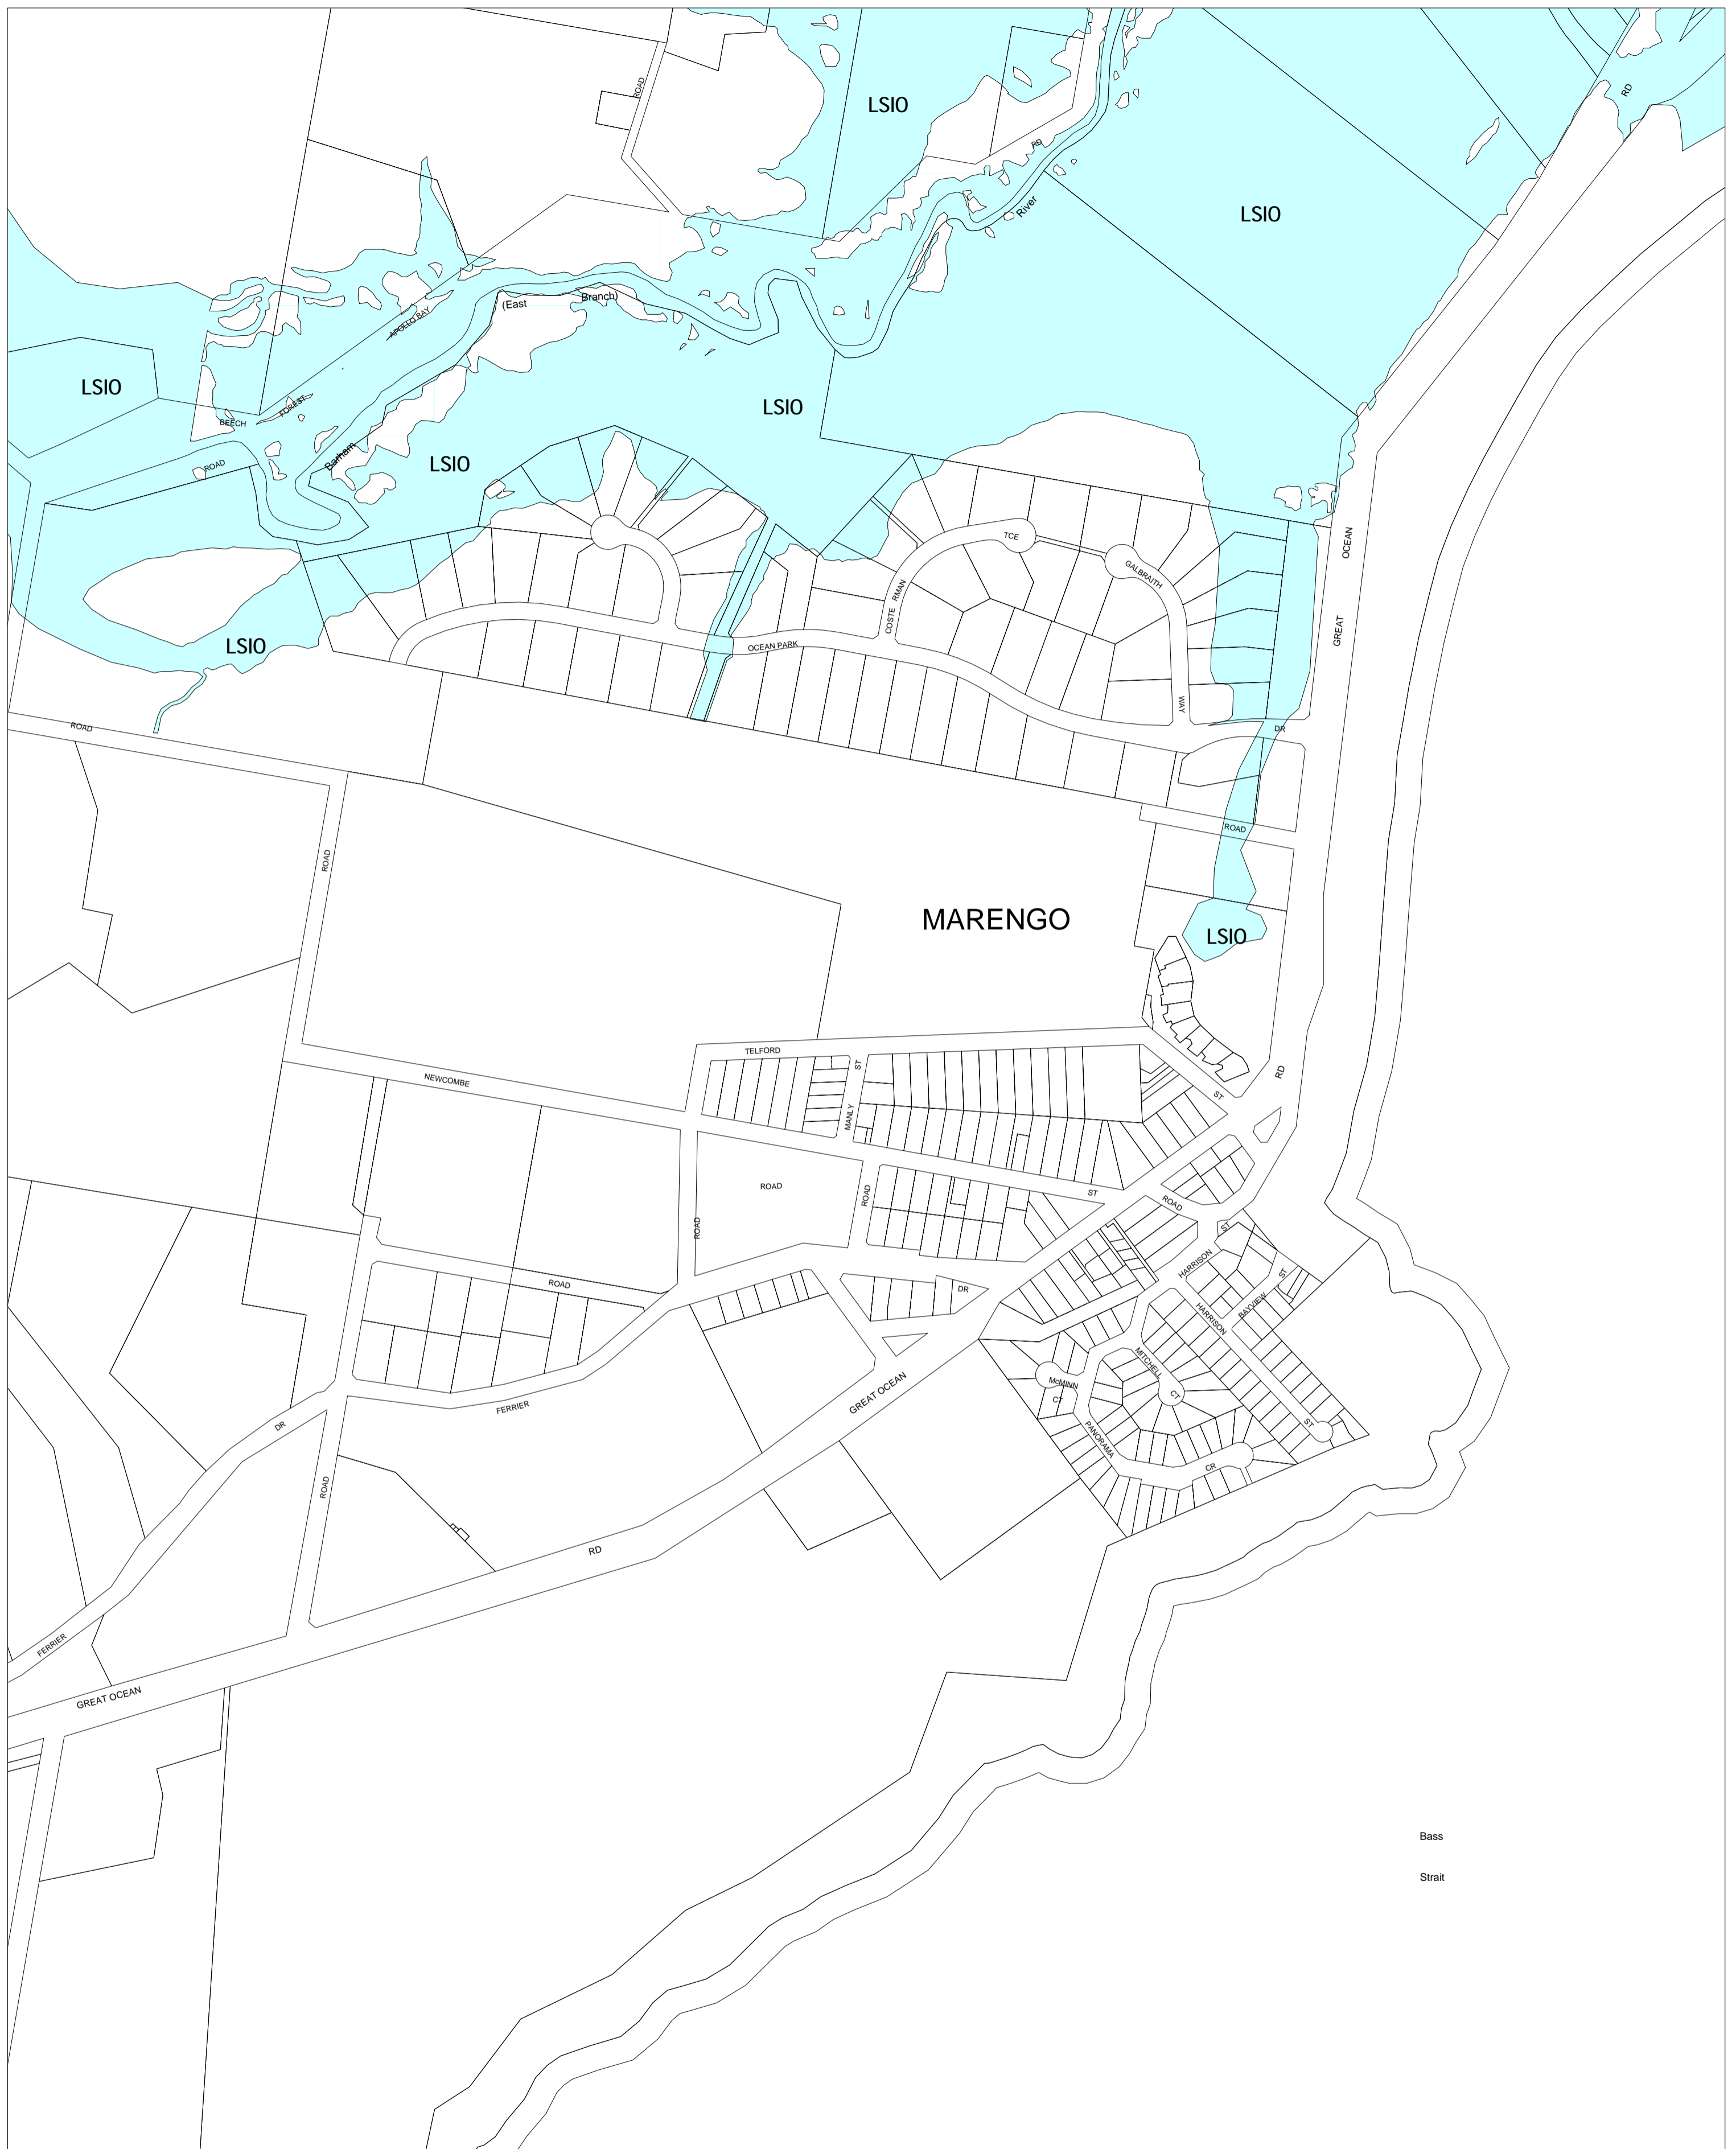 ROAD
LSIO
RD
RD
River
LSIO
(East
Branch)
APOLLO BAY
LSIO
LSIO
FOREST
BEECH
Barham
LSIO
ROAD
OCEAN
TCE
GALBRAITH
COSTE RMAN
GREAT
LSIO
OCEAN PARK
WAY
ROAD
DR
ROAD
ROAD
MARENGO
LSIO
TELFORD
ST
RD
NEWCOMBE
ST
MANLY
ROAD
ST
ROAD
ROAD
ROAD
ST
HARRISON
ST
ROAD
DR
BAYVIEW
HARRISON
MITCHELL
McMINN
CT
CT
GREAT OCEAN
FERRIER
DR
ST
PANORAMA
CR
ROAD
RD
FERRIER
GREAT OCEAN
Bass
Strait